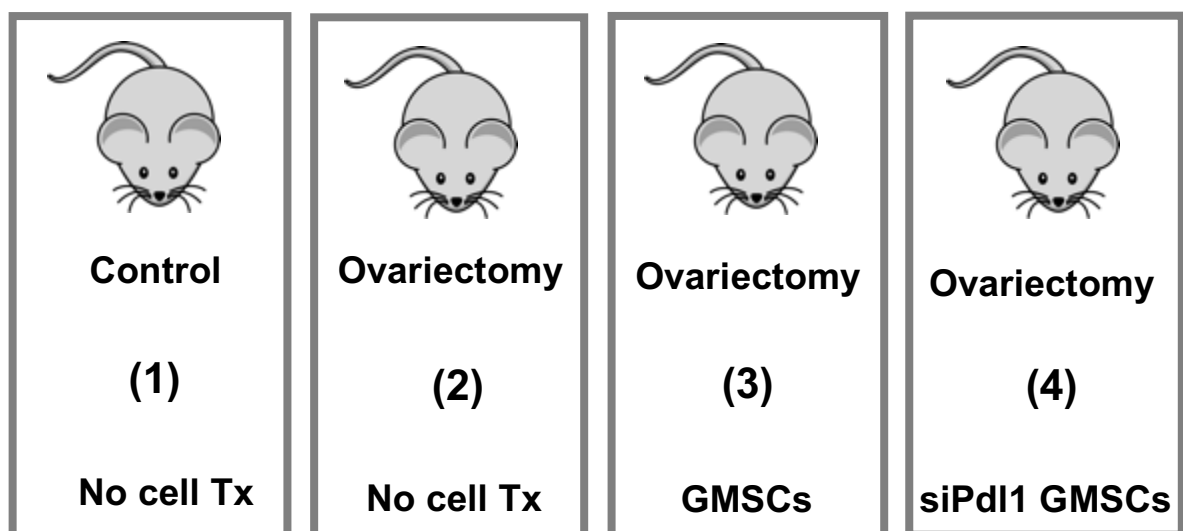 Control
(1)
No cell Tx
Ovariectomy
(2)
No cell Tx
Ovariectomy
(3)
GMSCs
Ovariectomy
(4)
siPdl1 GMSCs